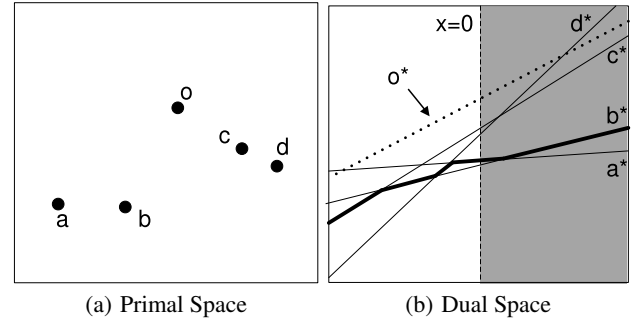 o
c
d
a
b
x=0
d*
c*
o*
b*
a*
(a) Primal Space
(b) Dual Space